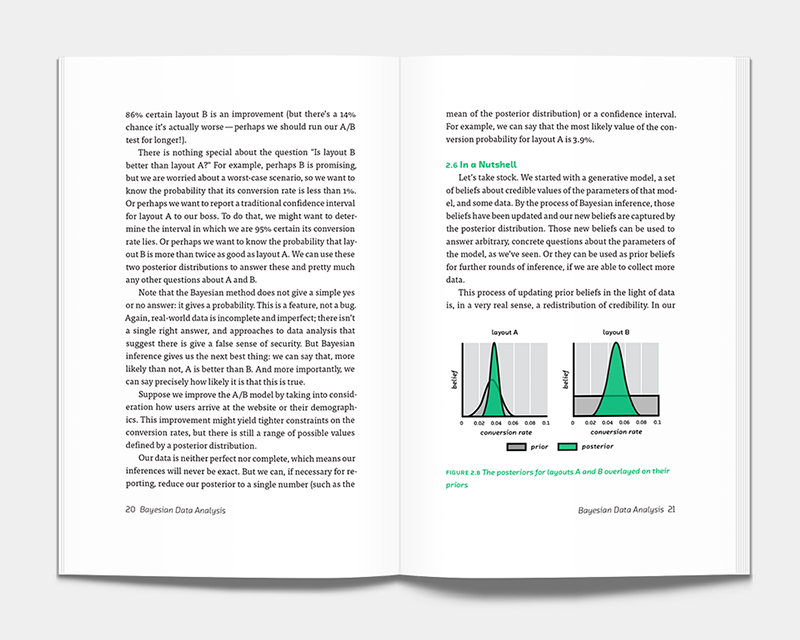 86% certain layout B is an improvement (but there's a 14%
chance it's actually worse — perhaps we should run our A/B
test for longer!).
There is nothing special about the question "Is layout B
better than layout A?" For example, perhaps B is promising,
but we are worried about a worst-case scenario, so we want to
know the probability that its conversion rate is less than 1%.
Or perhaps we want to report a traditional confidence interval
for layout A to our boss. To do that, we might want to deter-
mine the interval in which we are 95% certain its conversion
rate lies. Or perhaps we want to know the probability that lay-
out B is more than twice as good as layout A. We can use these
two posterior distributions to answer these and pretty much
any other questions about A and B.
Note that the Bayesian method does not give a simple yes
or no answer: it gives a probability. This is a feature, not a bug.
Again, real-world data is incomplete and imperfect; there isn't
a single right answer, and approaches to data analysis that
suggest there is give a false sense of security. But Bayesian
inference gives us the next best thing: we can say that, more
likely than not, A is better than B. And more importantly, we
can say precisely how likely it is that this is true.
Suppose we improve the A/B model by taking into consid-
eration how users arrive at the website or their demograph-
ics. This improvement might yield tighter constraints on the
conversion rates, but there is still a range of possible values
defined by a posterior distribution.
Our data is neither perfect nor complete, which means our
inferences will never be exact. But we can, if necessary for re-
porting, reduce our posterior to a single number (such as the
20 Bayesian Data Analysis
mean of the posterior distribution) or a confidence interval.
For example, we can say that the most likely value of the con-
version probability for layout A is 3.9%.
2.6 In a Nutshell
Let's take stock. We started with a generative model, a set
of beliefs about credible values of the parameters of that mod-
el, and some data. By the process of Bayesian inference, those
beliefs have been updated and our new beliefs are captured by
the posterior distribution. Those new beliefs can be used to
answer arbitrary, concrete questions about the parameters of
the model, as we've seen. Or they can be used as prior beliefs
for further rounds of inference, if we are able to collect more
data.
This process of updating prior beliefs in the light of data
is, in a very real sense, a redistribution of credibility. In our
layout A
belief
0 0.02 0.04 0.06 0.08 0.1
conversion rate
layout B
belief
0 0.02 0.04 0.06 0.08 0.1
conversion rate
prior posterior
FIGURE 2.8 The posteriors for layouts A and B overlayed on their
priors
Bayesian Data Analysis 21